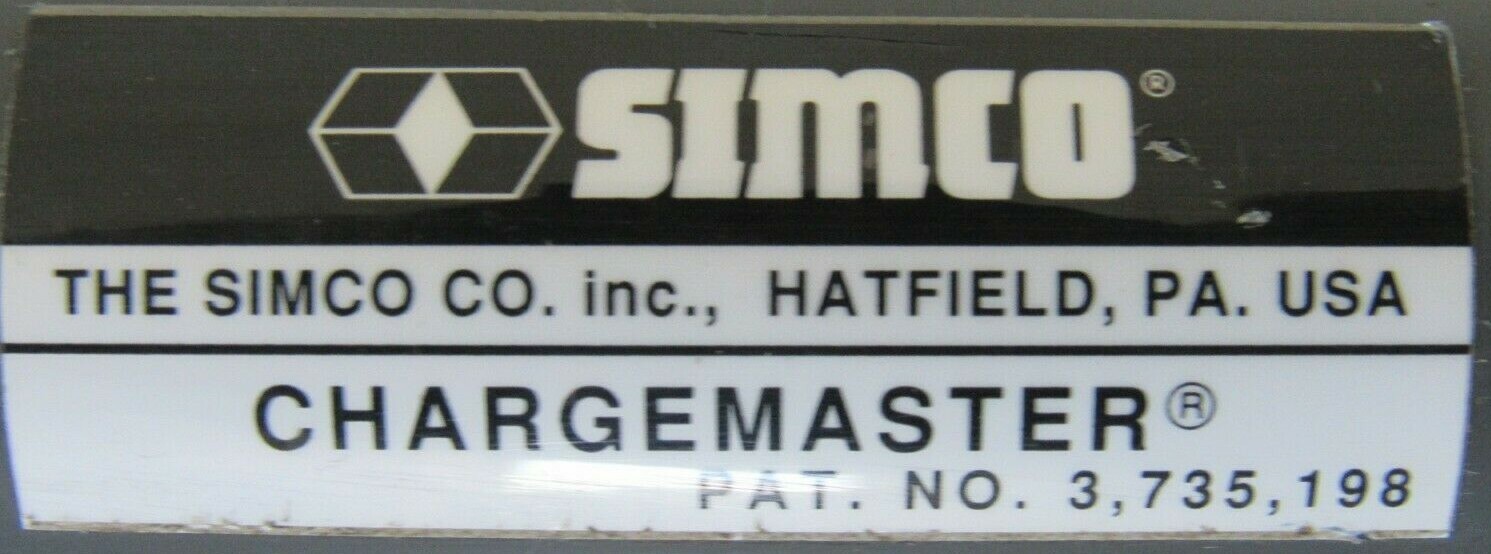 SIMCO®
THE SIMCO CO. inc., HATFIELD, PA. USA
CHARGEMASTER®
PAT. NO. 3,735,198